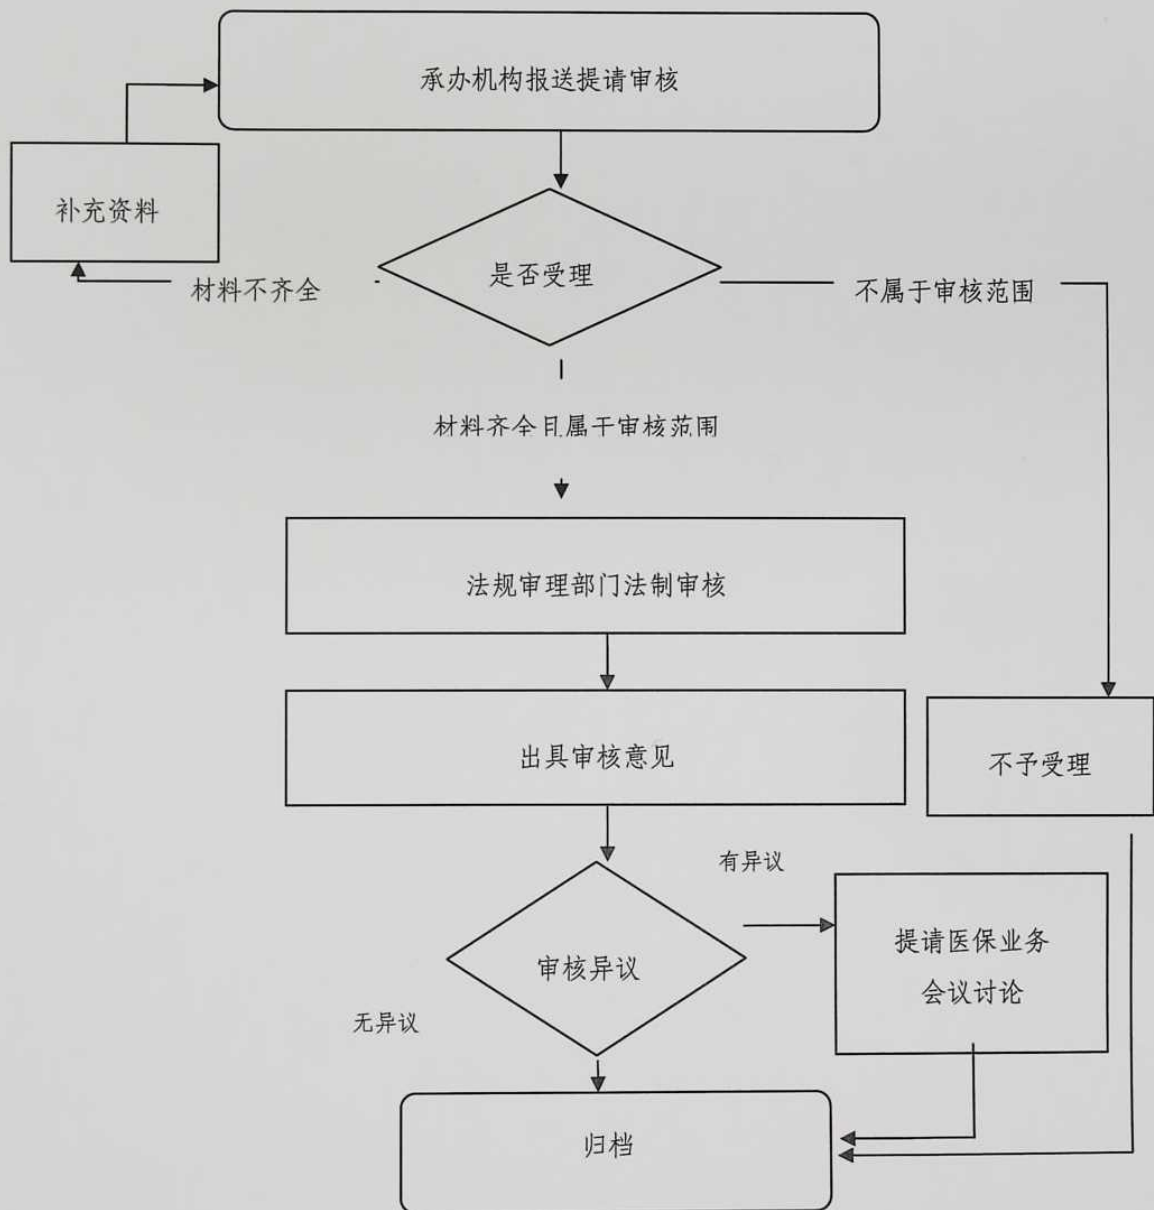 承办机构报送提请审核
补充资料
是否受理
材料不齐全
不属于审核范围
材料齐全且属于审核范围
法规审理部门法制审核
出具审核意见
不予受理
有异议
提请医保业务
会议讨论
审核异议
无异议
归档